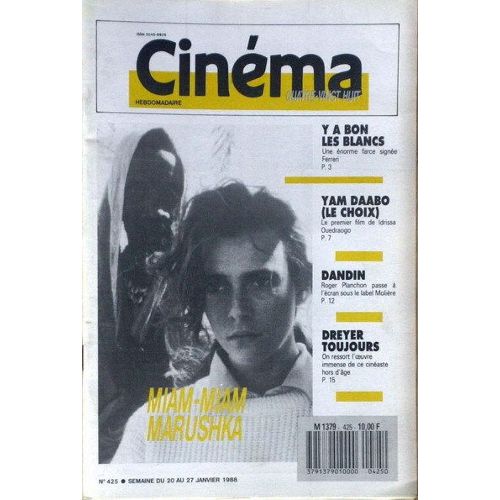 ISSN 0045-6926
Cinéma
QUATRE-VINGT HUIT
HEBDOMADAIRE
Y A BON
LES BLANCS
Une énorme farce signée
Ferreri
P. 3
YAM DAABO
(LE CHOIX)
Le premier film de Idrissa
Ouedraogo
P. 7
DANDIN
Roger Planchon passe à
l'écran sous le label Molière
P. 12
DREYER
TOUJOURS
On ressort l'œuvre
immense de ce cinéaste
hors d'âge
P. 15
MIAM-MIAM
MARUSHKA
M 1379 - 425 - 10,00 F
3791379010000 04250
N° 425 ● SEMAINE DU 20 AU 27 JANVIER 1988